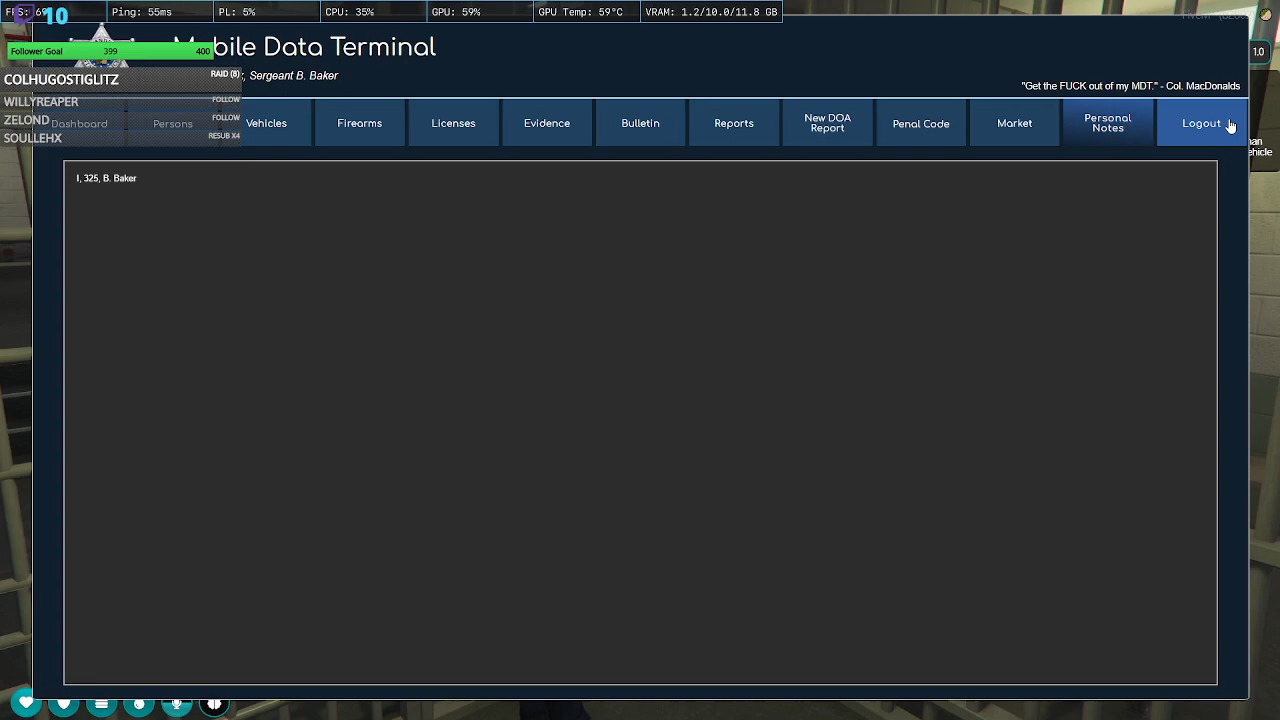 10
Ping: 55ms
PL: 5%
CPU: 35%
GPU: 59%
GPU Temp: 59°C
VRAM: 1.2/10.0/11.8 GB
Follower Goal 399 400
COLHUGOSTIGLITZ RAID (8)
WILLYREAPER FOLLOW
ZELOND FOLLOW
SOULLEHX RESUB X4
bile Data Terminal
, Sergeant B. Baker
"Get the FUCK out of my MDT." - Col. MacDonalds
1.0
Dashboard
Persons
Vehicles
Firearms
Licenses
Evidence
Bulletin
Reports
New DOA
Report
Penal Code
Market
Personal
Notes
Logout
I, 325, B. Baker